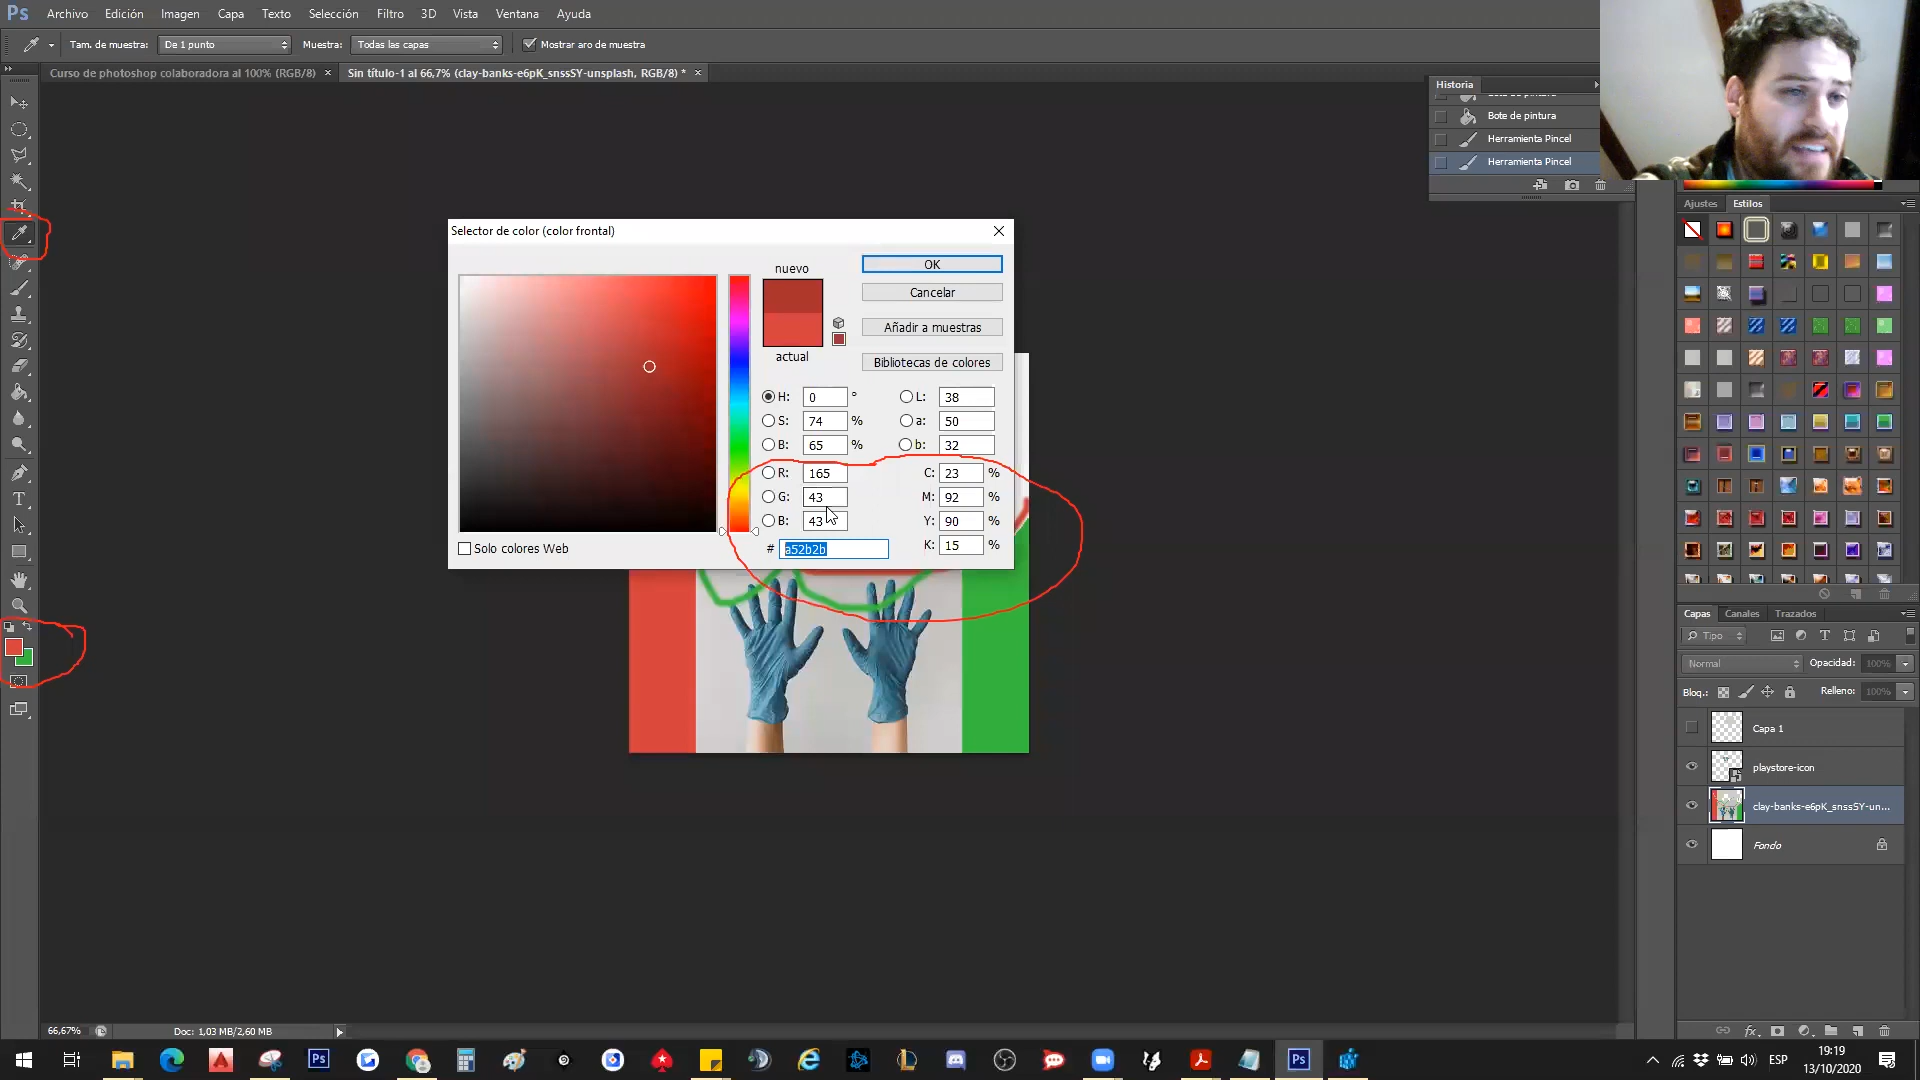 Ps Archivo Edición Imagen Capa Texto Selección Filtro 3D Vista Ventana Ayuda
Tam. de muestra: De 1 punto Muestra: Todas las capas Mostrar aro de muestra
Curso de photoshop colaboradora al 100% (RGB/8) × Sin título-1 al 66,7% (clay-banks-e6pK_snssSY-unsplash, RGB/8) * ×
Historia
Bote de pintura
Bote de pintura
Herramienta Pincel
Herramienta Pincel
Ajustes Estilos
Selector de color (color frontal)
nuevo
actual
OK
Cancelar
Añadir a muestras
Bibliotecas de colores
H: 0 ° L: 38
S: 74 % a: 50
B: 65 % b: 32
R: 165 C: 23 %
G: 43 M: 92 %
B: 43 Y: 90 %
# a52b2b K: 15 %
Solo colores Web
Capas Canales Trazados
Tipo
Normal Opacidad: 100%
Bloq.: Relleno: 100%
Capa 1
playstore-icon
clay-banks-e6pK_snssSY-un...
Fondo
66,67% Doc: 1,03 MB/2,60 MB
ESP
19:19
13/10/2020